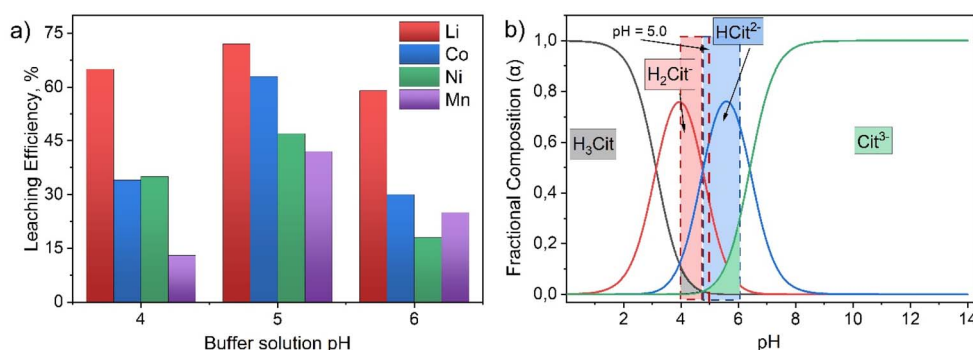 a)
Leaching Efficiency, %
75
60
45
30
15
0
Li
Co
Ni
Mn
4
5
6
Buffer solution pH
b)
Fractional Composition (α)
1,0
0,8
0,6
0,4
0,2
0,0
pH = 5.0
HCit²⁻
H₂Cit⁻
H₃Cit
Cit³⁻
2
4
6
8
10
12
14
pH